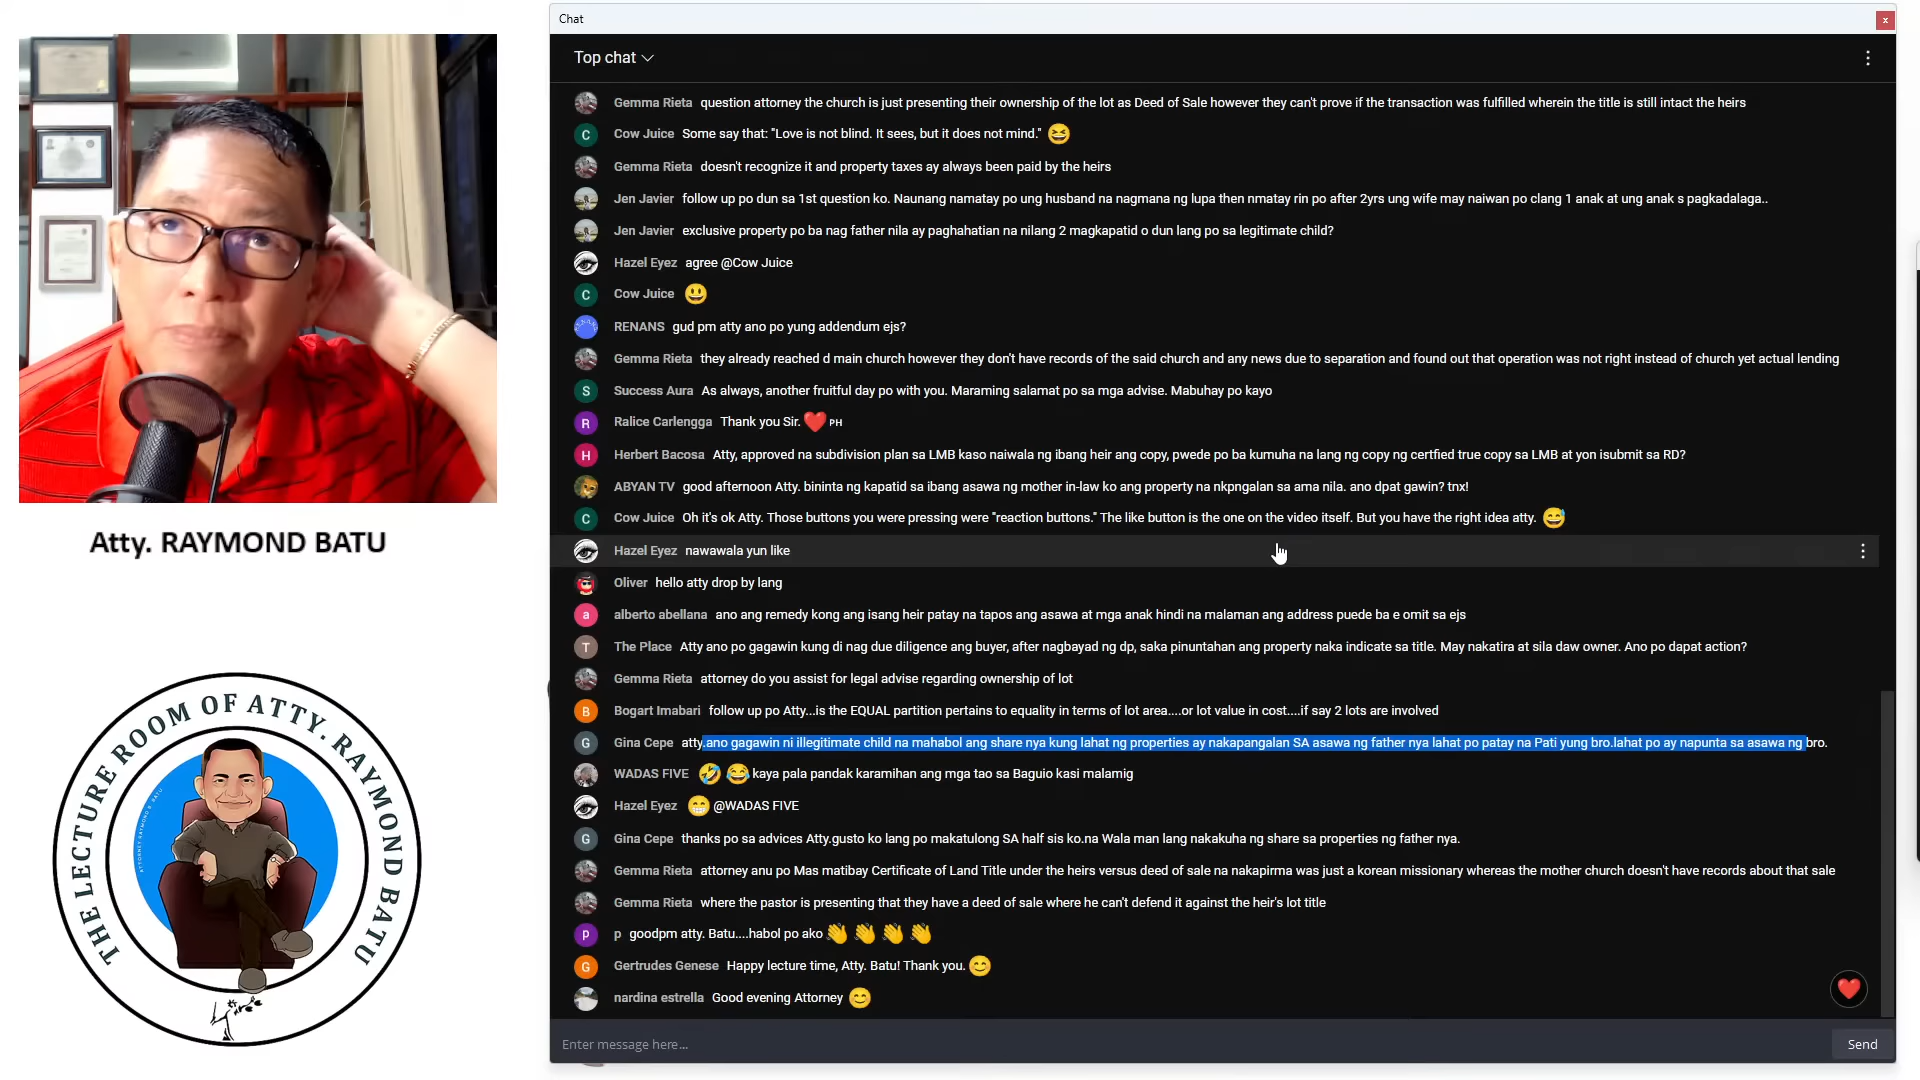 Chat
x
Top chat
Gemma Rieta question attorney the church is just presenting their ownership of the lot as Deed of Sale however they can't prove if the transaction was fulfilled wherein the title is still intact the heirs
C Cow Juice Some say that: "Love is not blind. It sees, but it does not mind." 😆
Gemma Rieta doesn't recognize it and property taxes ay always been paid by the heirs
Jen Javier follow up po dun sa 1st question ko. Naunang namatay po ung husband na nagmana ng lupa then nmatay rin po after 2yrs ung wife may naiwan po clang 1 anak at ung anak s pagkadalaga..
Jen Javier exclusive property po ba nag father nila ay paghahatian na nilang 2 magkapatid o dun lang po sa legitimate child?
Hazel Eyez agree @Cow Juice
C Cow Juice 😃
RENANS gud pm atty ano po yung addendum ejs?
Gemma Rieta they already reached d main church however they don't have records of the said church and any news due to separation and found out that operation was not right instead of church yet actual lending
S Success Aura As always, another fruitful day po with you. Maraming salamat po sa mga advise. Mabuhay po kayo
R Ralice Carlengga Thank you Sir. ❤️ PH
H Herbert Bacosa Atty, approved na subdivision plan sa LMB kaso naiwala ng ibang heir ang copy, pwede po ba kumuha na lang ng copy ng certfied true copy sa LMB at yon isubmit sa RD?
ABYAN TV good afternoon Atty. bininta ng kapatid sa ibang asawa ng mother in-law ko ang property na nkpngalan sa ama nila. ano dpat gawin? tnx!
C Cow Juice Oh it's ok Atty. Those buttons you were pressing were "reaction buttons." The like button is the one on the video itself. But you have the right idea atty. 😅
Hazel Eyez nawawala yun like
Oliver hello atty drop by lang
a alberto abellana ano ang remedy kong ang isang heir patay na tapos ang asawa at mga anak hindi na malaman ang address puede ba e omit sa ejs
T The Place Atty ano po gagawin kung di nag due diligence ang buyer, after nagbayad ng dp, saka pinuntahan ang property naka indicate sa title. May nakatira at sila daw owner. Ano po dapat action?
Gemma Rieta attorney do you assist for legal advise regarding ownership of lot
B Bogart Imabari follow up po Atty...is the EQUAL partition pertains to equality in terms of lot area....or lot value in cost....if say 2 lots are involved
G Gina Cepe atty.ano gagawin ni illegitimate child na mahabol ang share nya kung lahat ng properties ay nakapangalan SA asawa ng father nya lahat po patay na Pati yung bro.lahat po ay napunta sa asawa ng bro.
WADAS FIVE 🤣 😂 kaya pala pandak karamihan ang mga tao sa Baguio kasi malamig
Hazel Eyez 😁 @WADAS FIVE
G Gina Cepe thanks po sa advices Atty.gusto ko lang po makatulong SA half sis ko.na Wala man lang nakakuha ng share sa properties ng father nya.
Gemma Rieta attorney anu po Mas matibay Certificate of Land Title under the heirs versus deed of sale na nakapirma was just a korean missionary whereas the mother church doesn't have records about that sale
Gemma Rieta where the pastor is presenting that they have a deed of sale where he can't defend it against the heir's lot title
p p goodpm atty. Batu....habol po ako 👋 👋 👋 👋
G Gertrudes Genese Happy lecture time, Atty. Batu! Thank you. 😊
nardina estrella Good evening Attorney 😊
Enter message here...
Send
Atty. RAYMOND BATU
THE LECTURE ROOM OF ATTY. RAYMOND BATU